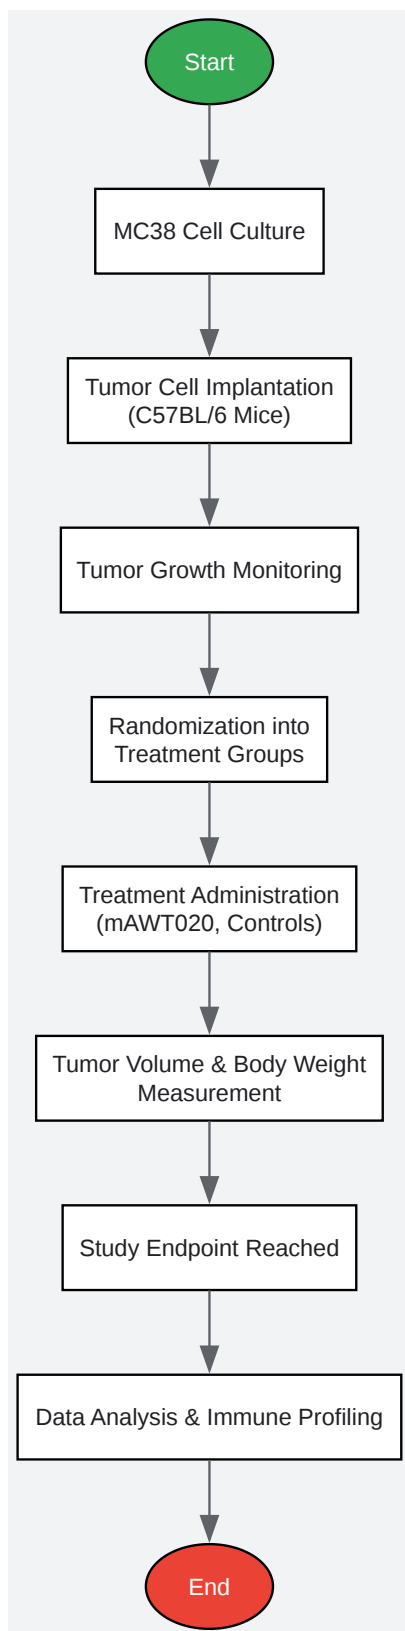 Start
MC38 Cell Culture
Tumor Cell Implantation
(C57BL/6 Mice)
Tumor Growth Monitoring
Randomization into
Treatment Groups
Treatment Administration
(mAWT020, Controls)
Tumor Volume & Body Weight
Measurement
Study Endpoint Reached
Data Analysis & Immune Profiling
End